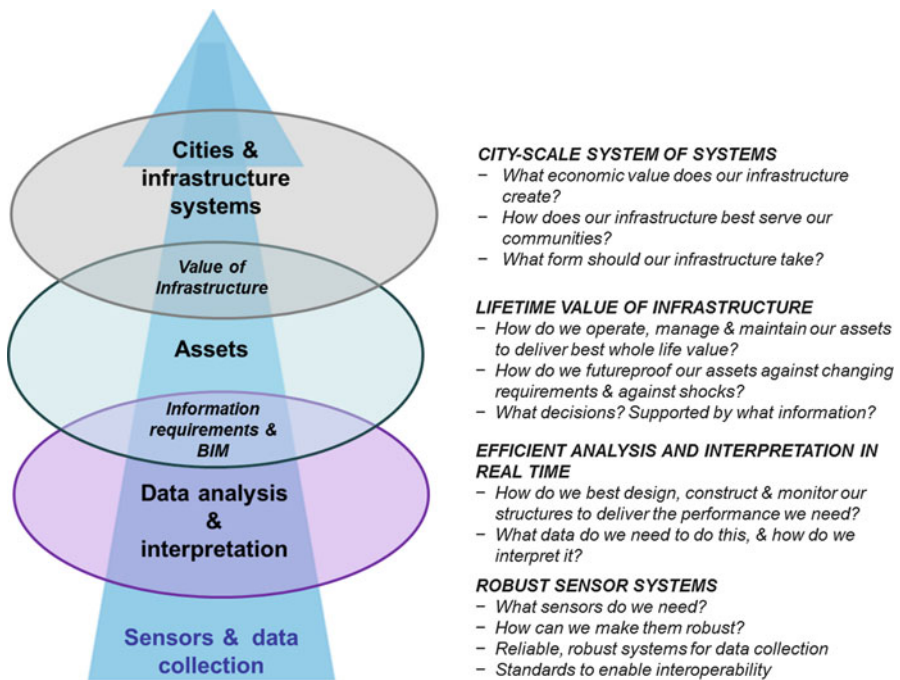 Cities &
infrastructure
systems
Value of
Infrastructure
Assets
Information
requirements &
BIM
Data analysis
&
interpretation
Sensors & data
collection
CITY-SCALE SYSTEM OF SYSTEMS
− What economic value does our infrastructure
create?
− How does our infrastructure best serve our
communities?
− What form should our infrastructure take?
LIFETIME VALUE OF INFRASTRUCTURE
− How do we operate, manage & maintain our assets
to deliver best whole life value?
− How do we futureproof our assets against changing
requirements & against shocks?
− What decisions? Supported by what information?
EFFICIENT ANALYSIS AND INTERPRETATION IN
REAL TIME
− How do we best design, construct & monitor our
structures to deliver the performance we need?
− What data do we need to do this, & how do we
interpret it?
ROBUST SENSOR SYSTEMS
− What sensors do we need?
− How can we make them robust?
− Reliable, robust systems for data collection
− Standards to enable interoperability